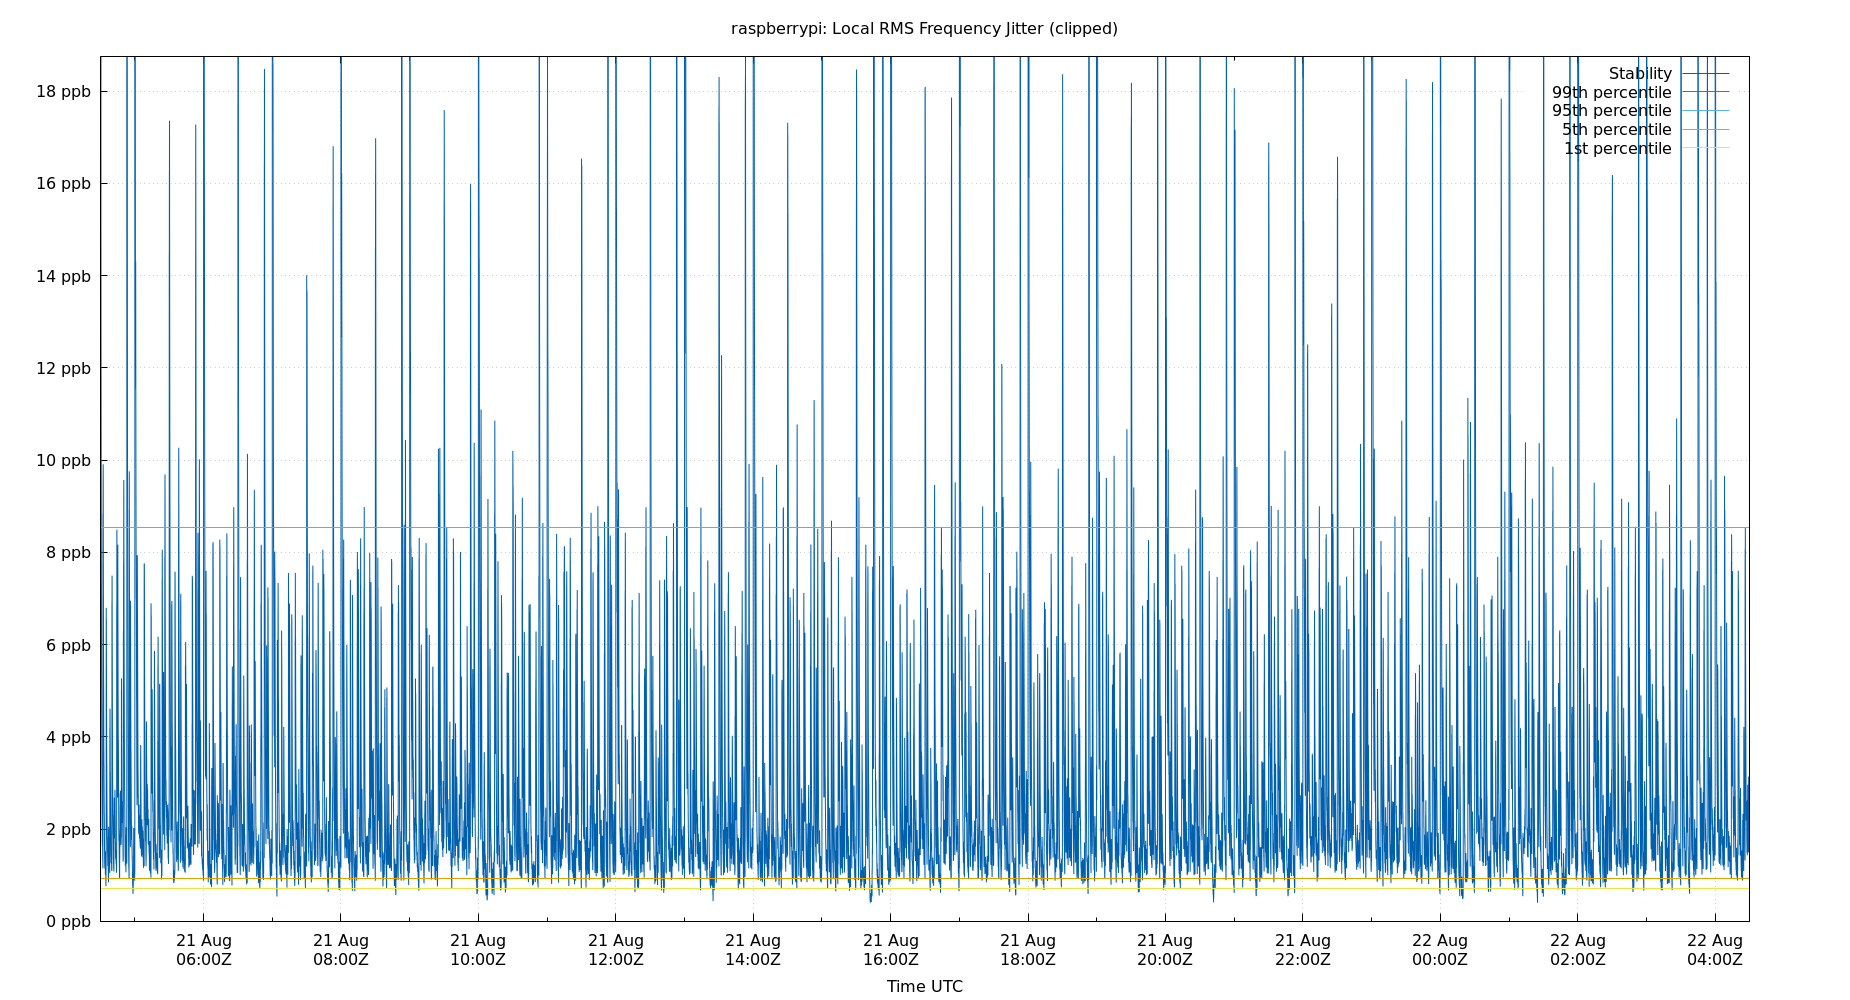 raspberrypi: Local RMS Frequency Jitter (clipped)
Stability
99th percentile
95th percentile
5th percentile
1st percentile
18 ppb
16 ppb
14 ppb
12 ppb
10 ppb
8 ppb
6 ppb
4 ppb
2 ppb
0 ppb
21 Aug 21 Aug 21 Aug 21 Aug 21 Aug 21 Aug 21 Aug 21 Aug 21 Aug 22 Aug 22 Aug 22 Aug
06:00Z 08:00Z 10:00Z 12:00Z 14:00Z 16:00Z 18:00Z 20:00Z 22:00Z 00:00Z 02:00Z 04:00Z
Time UTC